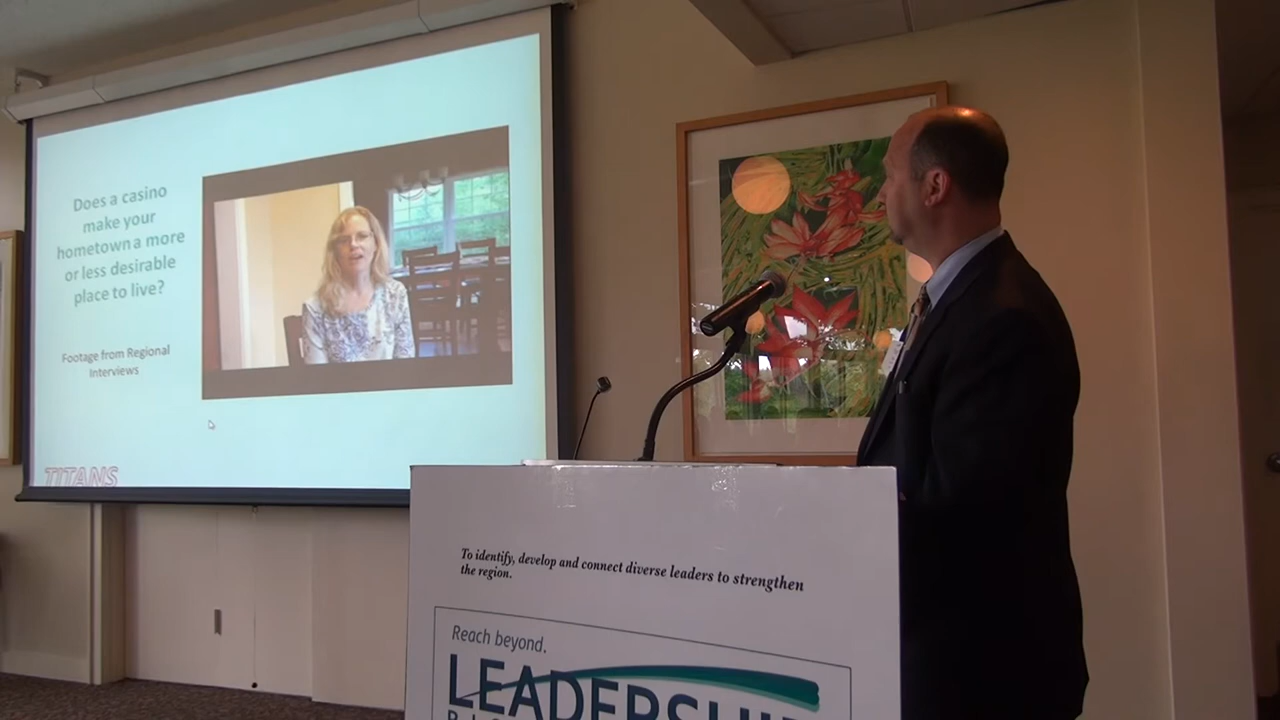 Does a casino
make your
hometown a more
or less desirable
place to live?
Footage from Regional
Interviews
TITANS
To identify, develop and connect diverse leaders to strengthen
the region.
Reach beyond.
LEADERSHIP